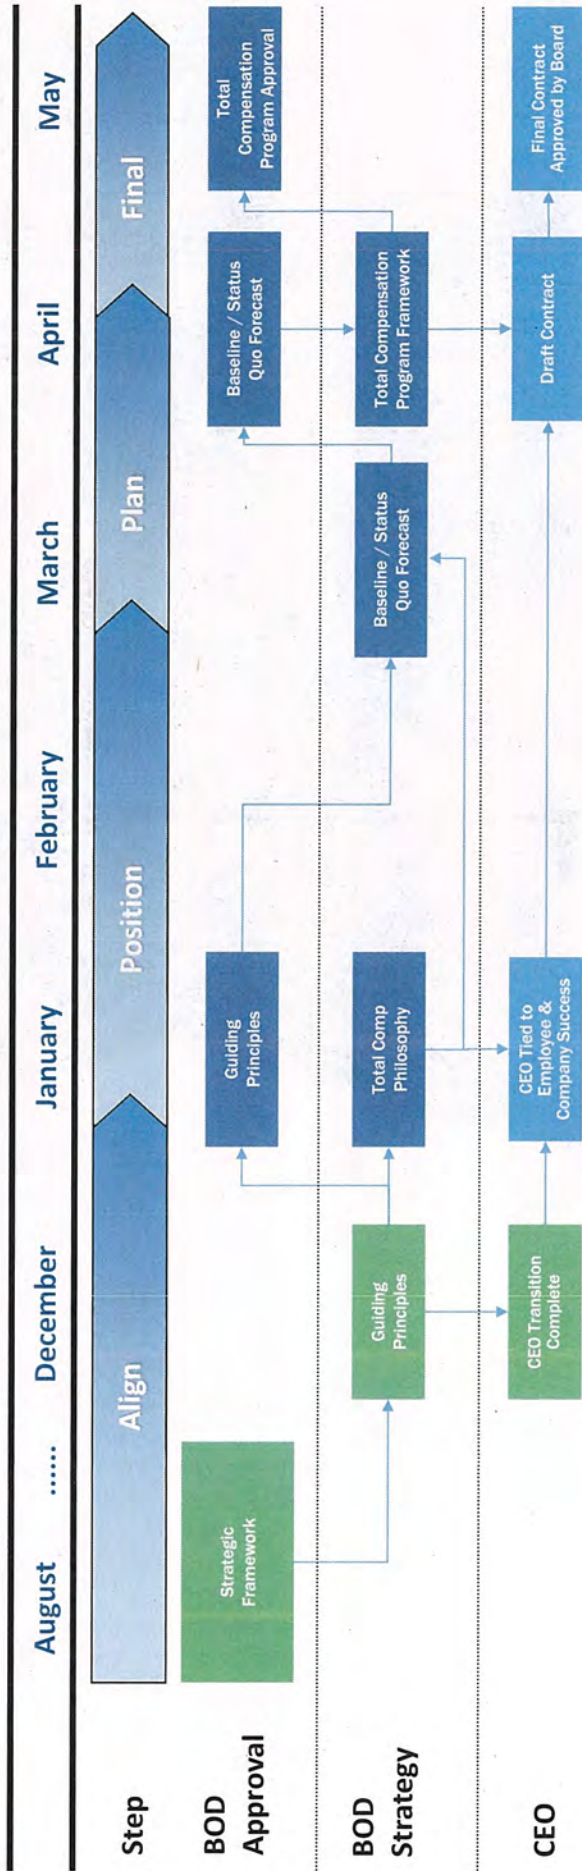 August ....... December January February March April May
Step
Align
Position
Plan
Final
BOD
Approval
Strategic
Framework
Guiding
Principles
Baseline / Status
Quo Forecast
Total
Compensation
Program Approval
BOD
Strategy
Guiding
Principles
Total Comp
Philosophy
Baseline / Status
Quo Forecast
Total Compensation
Program Framework
CEO
CEO Transition
Complete
CEO Tied to
Employee &
Company Success
Draft Contract
Final Contract
Approved by Board